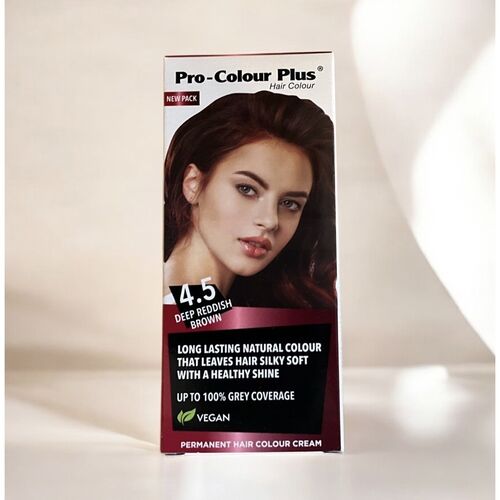 Pro-Colour Plus®
Hair Colour
NEW PACK
4.5
DEEP REDDISH
BROWN
LONG LASTING NATURAL COLOUR
THAT LEAVES HAIR SILKY SOFT
WITH A HEALTHY SHINE
UP TO 100% GREY COVERAGE
VEGAN
PERMANENT HAIR COLOUR CREAM